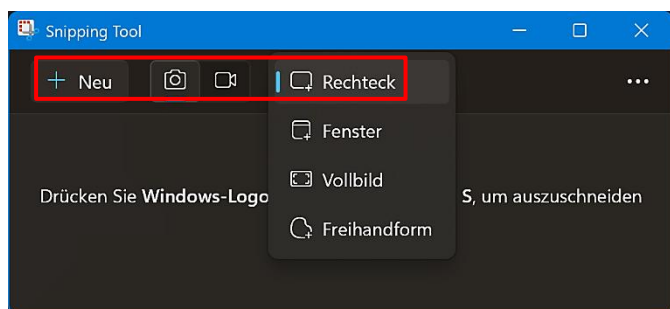 Snipping Tool
+ Neu Rechteck
Fenster
Vollbild
Drücken Sie Windows-Logo S, um auszuschneiden
Freihandform